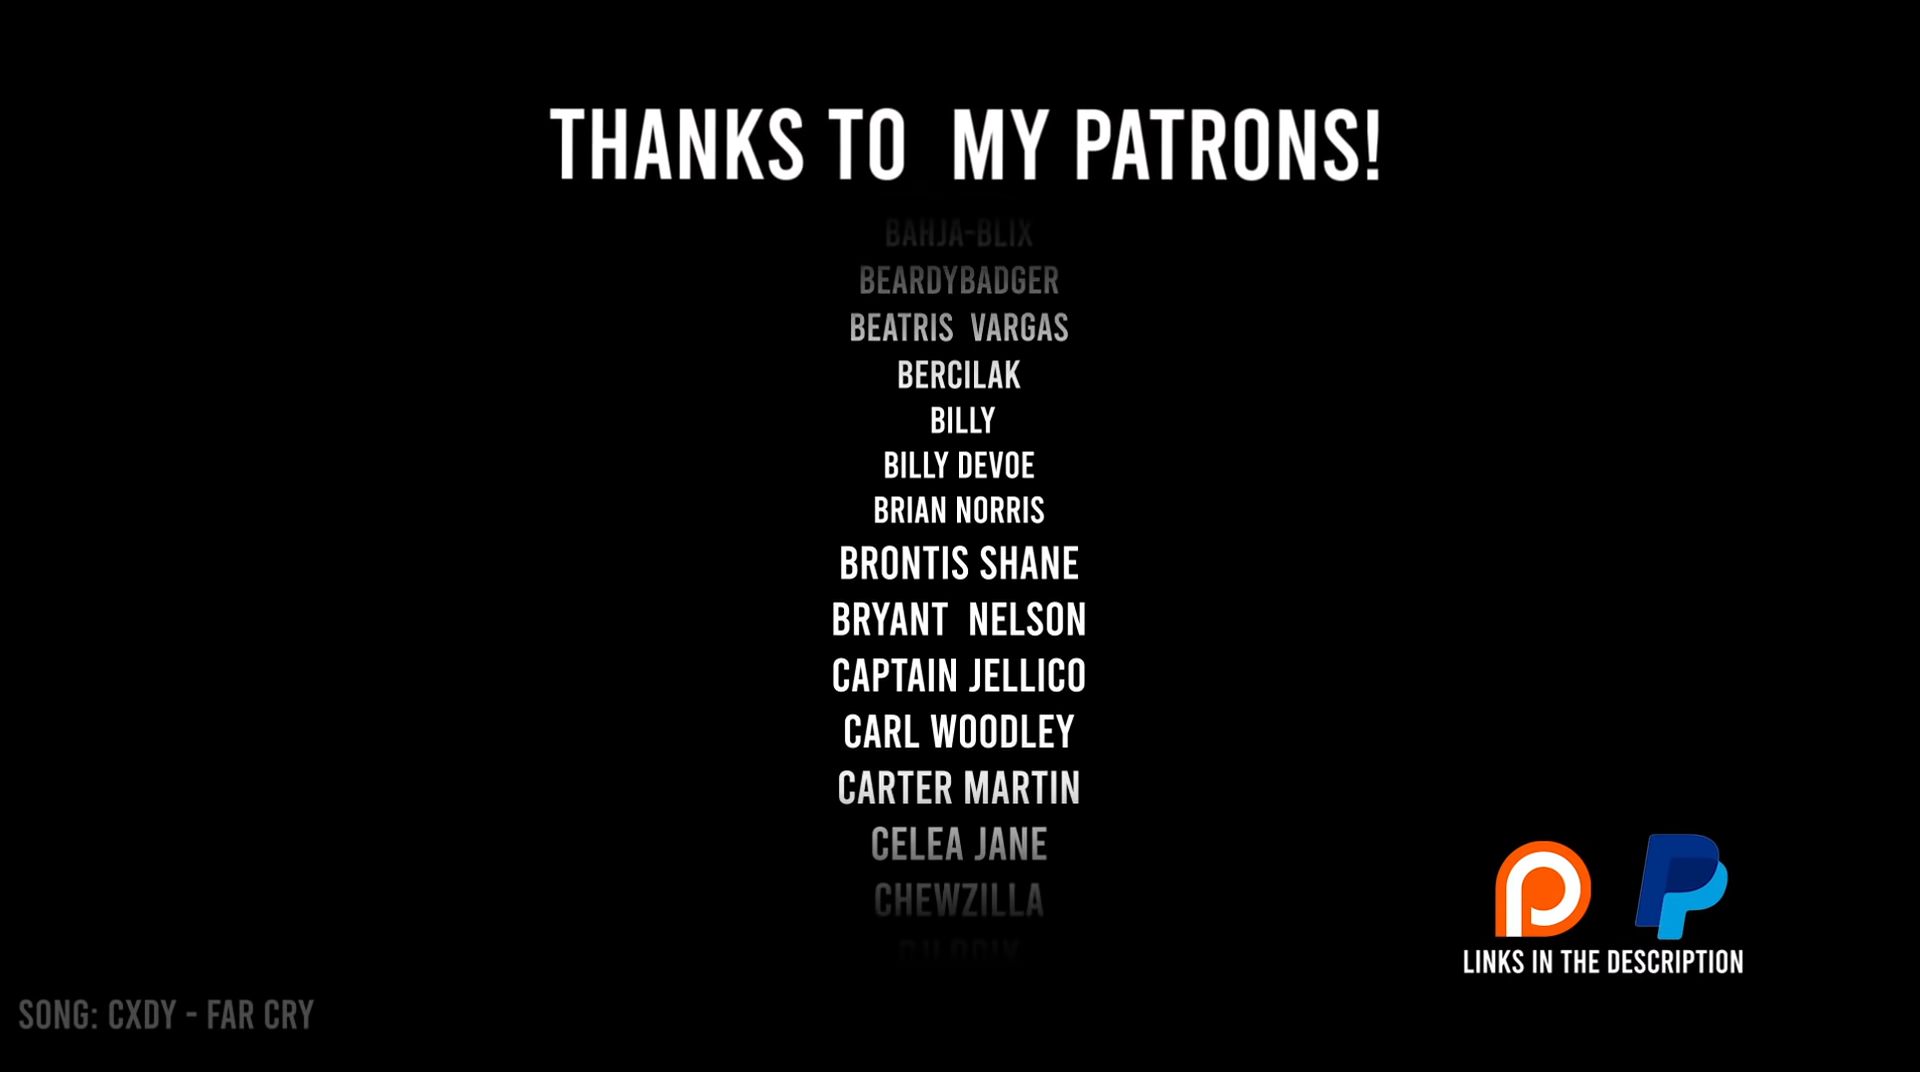 THANKS TO  MY PATRONS!
BAHJA-BLIX
BEARDYBADGER
BEATRIS  VARGAS
BERCILAK
BILLY
BILLY DEVOE
BRIAN NORRIS
BRONTIS SHANE
BRYANT  NELSON
CAPTAIN JELLICO
CARL WOODLEY
CARTER MARTIN
CELEA JANE
CHEWZILLA
LINKS IN THE DESCRIPTION
SONG: CXDY - FAR CRY